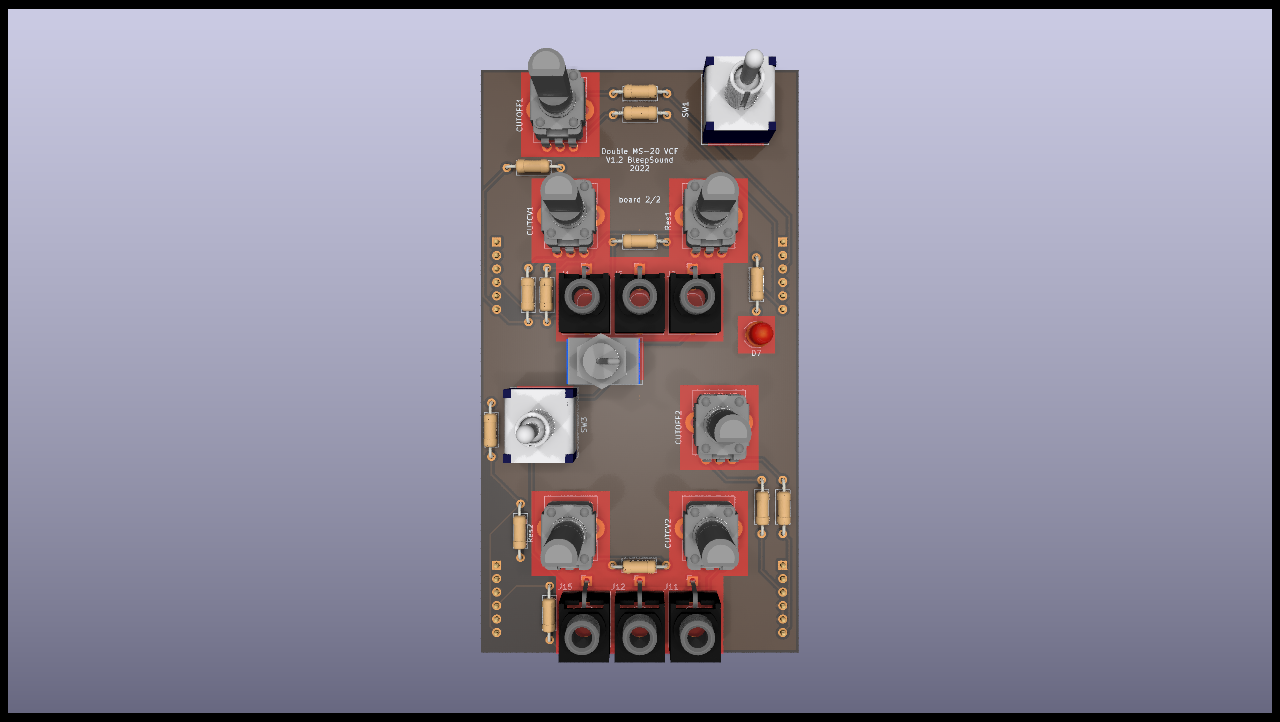 CUTOFF1
SW1
Double MS-20 VCF
V1.2 BleepSound
2022
board 2/2
CUTCV1
Res1
D7
SW3
CUTOFF2
Res2
CUTCV2
J15
J12
J11